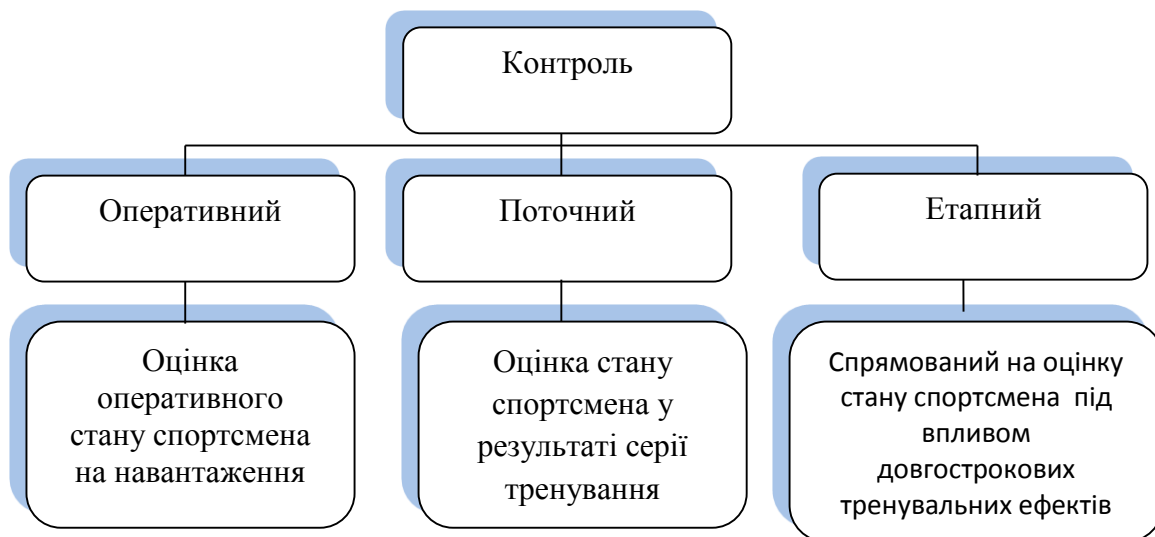 Контроль
Оперативний
Поточний
Етапний
Оцінка
оперативного
стану спортсмена
на навантаження
Оцінка стану
спортсмена у
результаті серії
тренування
Спрямований на оцінку
стану спортсмена під
впливом
довгострокових
тренувальних ефектів